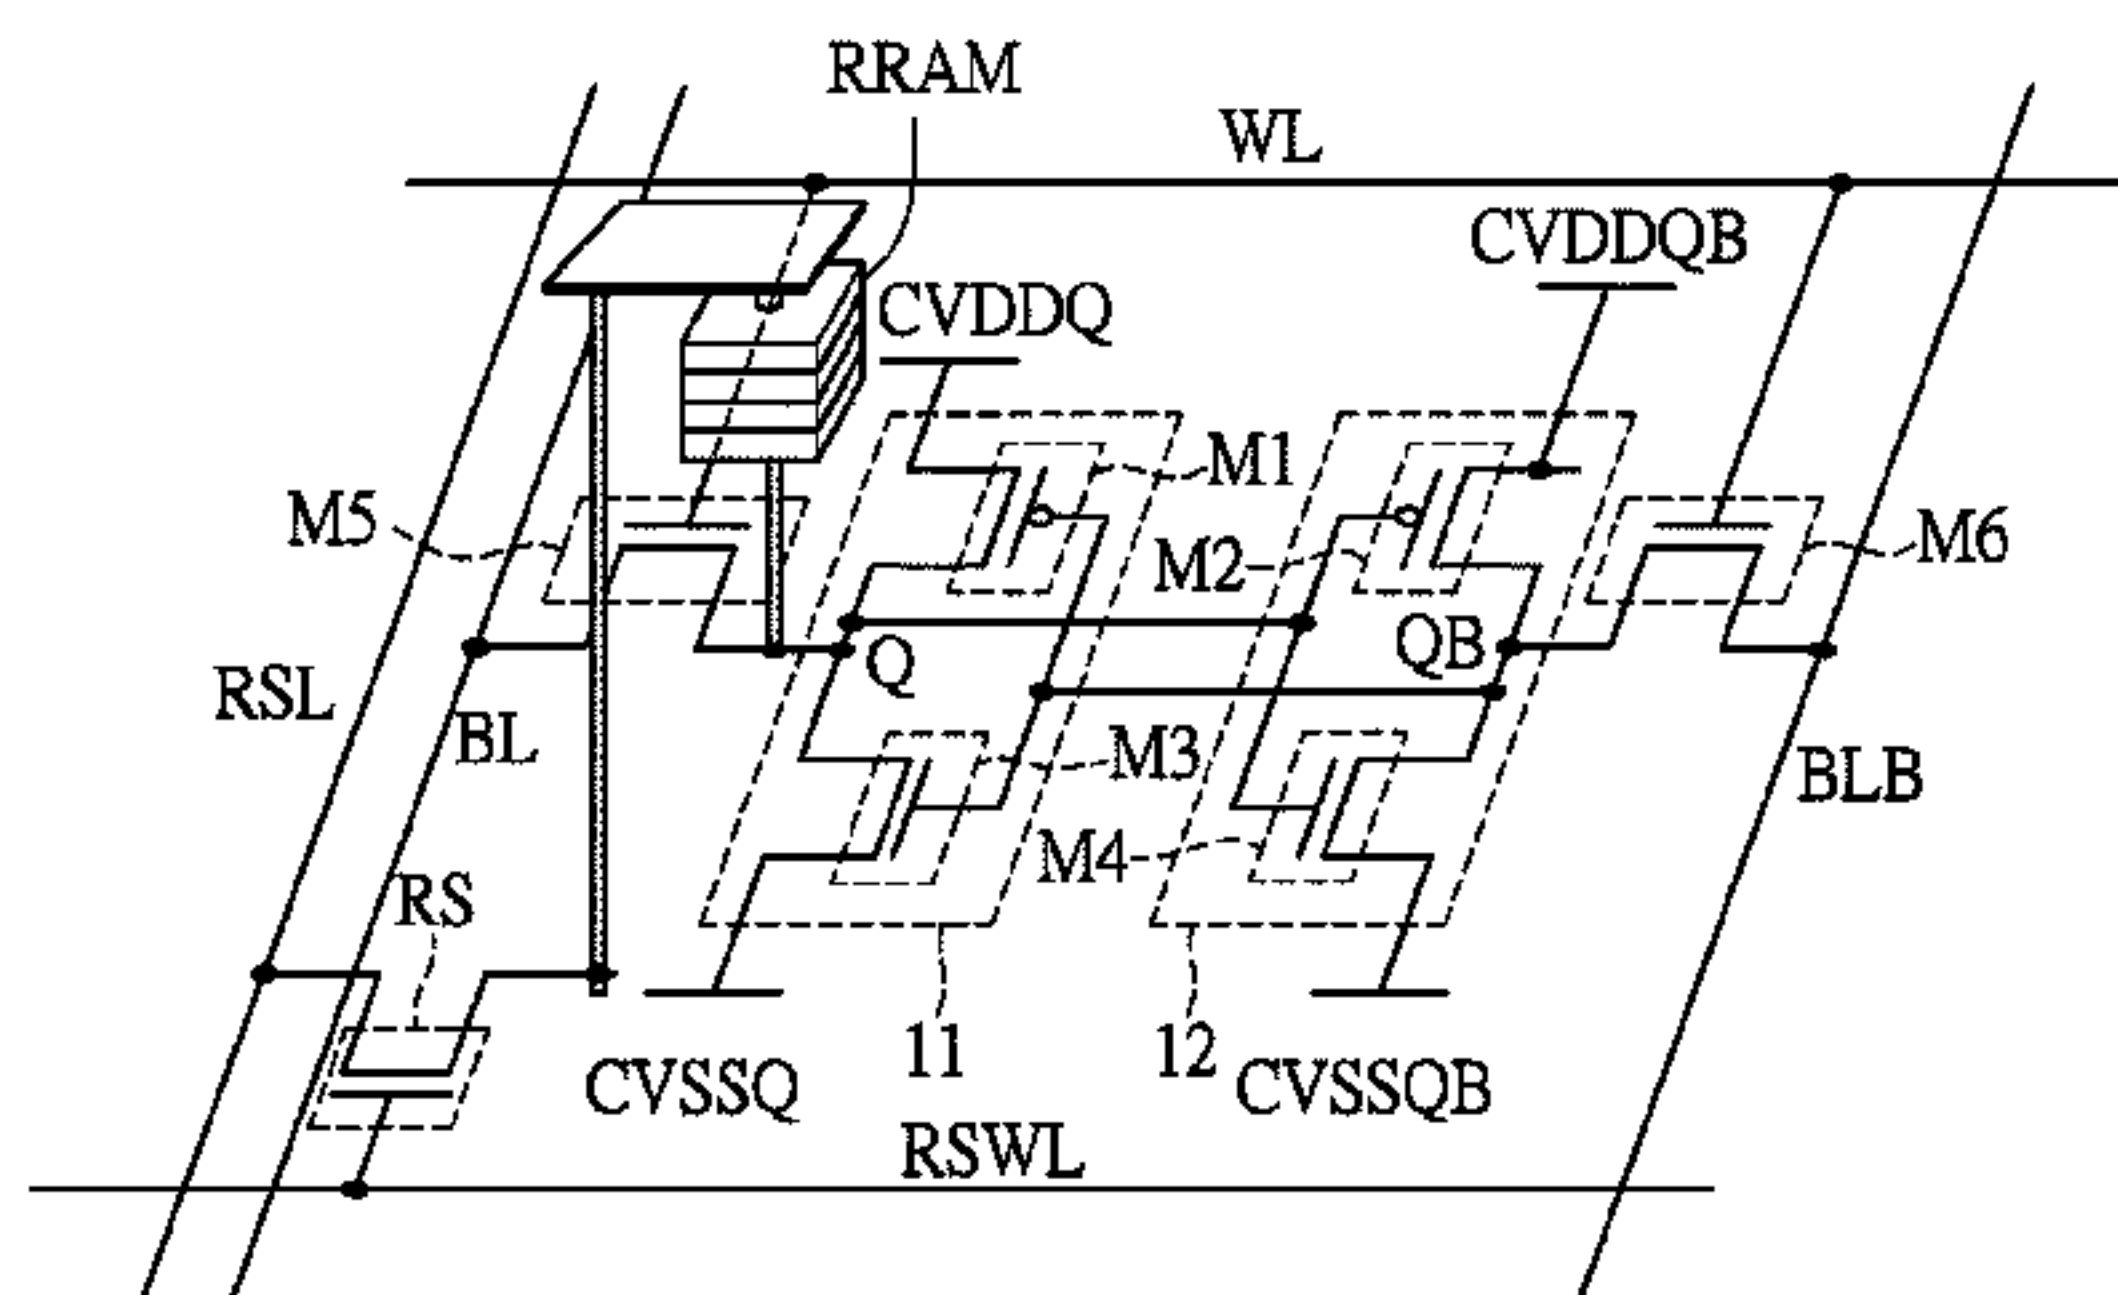 RRAM
WL
CVDDQB
CVDDQ
M1
M5
M2
M6
Q
QB
RSL
BL
M3
BLB
M4
RS
11
12
CVSSQ
CVSSQB
RSWL